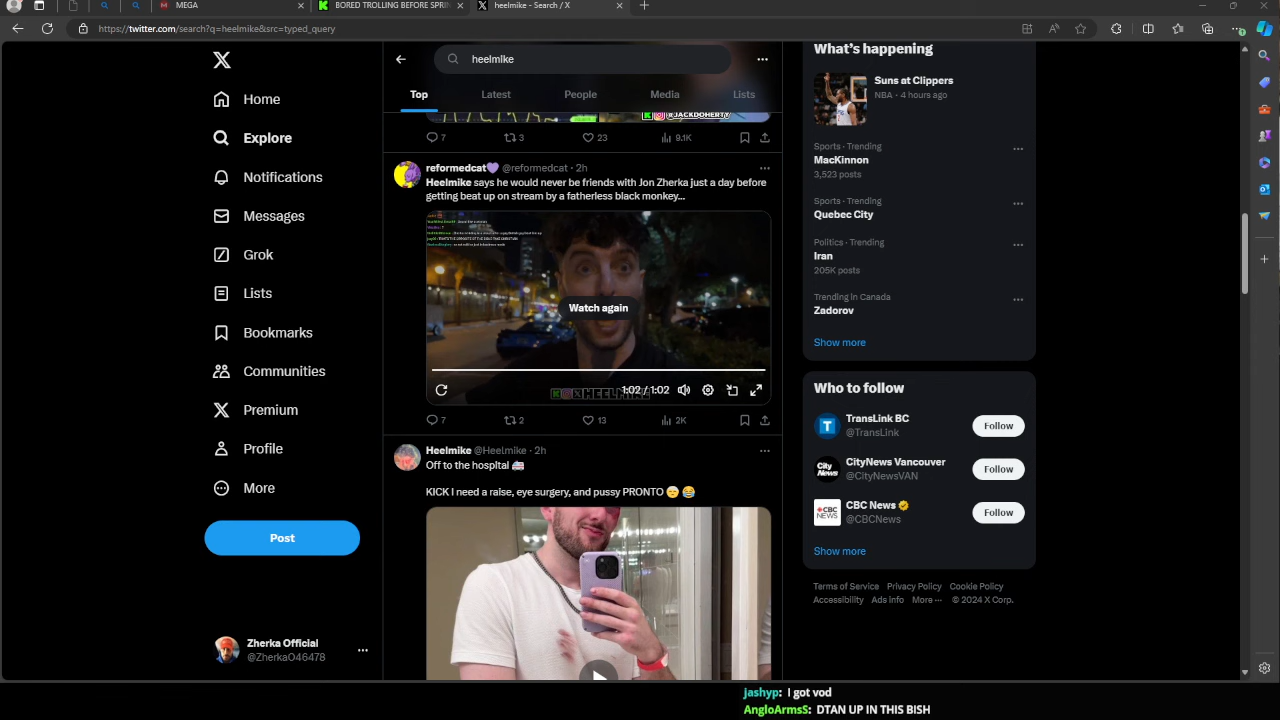 MEGA
BORED TROLLING BEFORE SPRI
heelmike - Search / X
https://twitter.com/search?q=heelmike&src=typed_query
heelmike
Top
Latest
People
Media
Lists
Home
Explore
Notifications
Messages
Grok
Lists
Bookmarks
Communities
Premium
Profile
More
Post
Zherka Official
@ZherkaO46478
@JACKDOHERTY
7
3
23
9.1K
reformedcat💜 @reformedcat · 2h
Heelmike says he would never be friends with Jon Zherka just a day before
getting beat up on stream by a fatherless black monkey...
Watch again
1:02 / 1:02
HEELMIKE
7
2
13
2K
Heelmike @Heelmike · 2h
Off to the hospital 🚑
KICK I need a raise, eye surgery, and pussy PRONTO 😴 😂
What's happening
Suns at Clippers
NBA · 4 hours ago
Sports · Trending
MacKinnon
3,523 posts
Sports · Trending
Quebec City
Politics · Trending
Iran
205K posts
Trending in Canada
Zadorov
Show more
Who to follow
TransLink BC
@TransLink
Follow
CityNews Vancouver
@CityNewsVAN
Follow
CBC News
@CBCNews
Follow
Show more
Terms of Service Privacy Policy Cookie Policy
Accessibility Ads info More ··· © 2024 X Corp.
jashyp: I got vod
AngloArmsS: DTAN UP IN THIS BISH